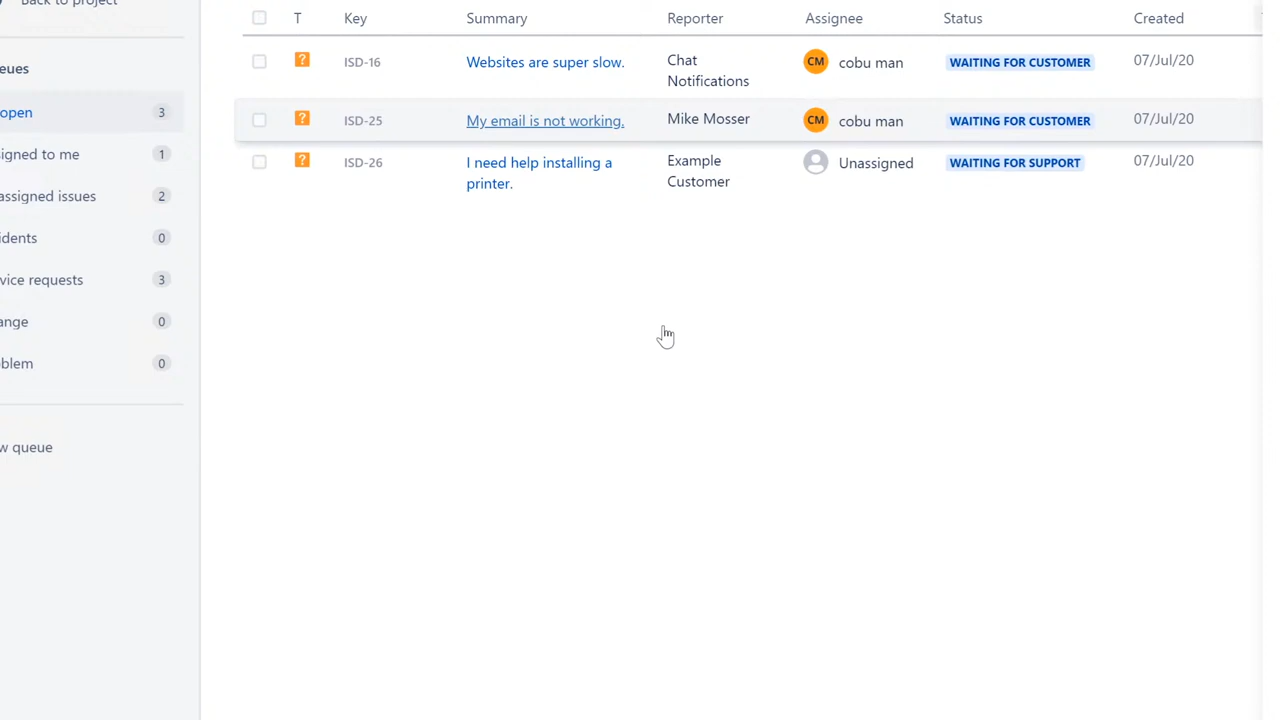 Back to project
T Key Summary Reporter Assignee Status Created
ueues
open 3
igned to me 1
assigned issues 2
idents 0
vice requests 3
ange 0
blem 0
w queue
? ISD-16 Websites are super slow. Chat Notifications CM cobu man WAITING FOR CUSTOMER 07/Jul/20
? ISD-25 My email is not working. Mike Mosser CM cobu man WAITING FOR CUSTOMER 07/Jul/20
? ISD-26 I need help installing a printer. Example Customer Unassigned WAITING FOR SUPPORT 07/Jul/20